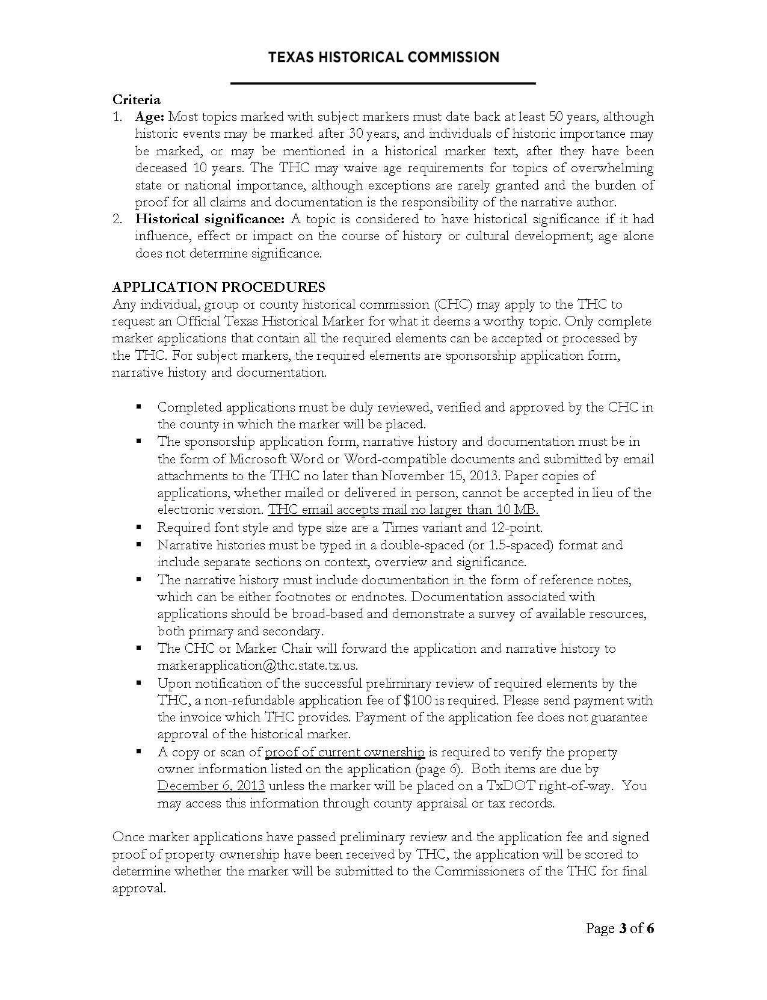 TEXAS HISTORICAL COMMISSION
Criteria
1. Age: Most topics marked with subject markers must date back at least 50 years, although
historic events may be marked after 30 years, and individuals of historic importance may
be marked, or may be mentioned in a historical marker text, after they have been
deceased 10 years. The THC may waive age requirements for topics of overwhelming
state or national importance, although exceptions are rarely granted and the burden of
proof for all claims and documentation is the responsibility of the narrative author.
2. Historical significance: A topic is considered to have historical significance if it had
influence, effect or impact on the course of history or cultural development; age alone
does not determine significance.
APPLICATION PROCEDURES
Any individual, group or county historical commission (CHC) may apply to the THC to
request an Official Texas Historical Marker for what it deems a worthy topic. Only complete
marker applications that contain all the required elements can be accepted or processed by
the THC. For subject markers, the required elements are sponsorship application form,
narrative history and documentation.
▪ Completed applications must be duly reviewed, verified and approved by the CHC in
the county in which the marker will be placed.
▪ The sponsorship application form, narrative history and documentation must be in
the form of Microsoft Word or Word-compatible documents and submitted by email
attachments to the THC no later than November 15, 2013. Paper copies of
applications, whether mailed or delivered in person, cannot be accepted in lieu of the
electronic version. THC email accepts mail no larger than 10 MB.
▪ Required font style and type size are a Times variant and 12-point.
▪ Narrative histories must be typed in a double-spaced (or 1.5-spaced) format and
include separate sections on context, overview and significance.
▪ The narrative history must include documentation in the form of reference notes,
which can be either footnotes or endnotes. Documentation associated with
applications should be broad-based and demonstrate a survey of available resources,
both primary and secondary.
▪ The CHC or Marker Chair will forward the application and narrative history to
markerapplication@thc.state.tx.us.
▪ Upon notification of the successful preliminary review of required elements by the
THC, a non-refundable application fee of $100 is required. Please send payment with
the invoice which THC provides. Payment of the application fee does not guarantee
approval of the historical marker.
▪ A copy or scan of proof of current ownership is required to verify the property
owner information listed on the application (page 6). Both items are due by
December 6, 2013 unless the marker will be placed on a TxDOT right-of-way. You
may access this information through county appraisal or tax records.
Once marker applications have passed preliminary review and the application fee and signed
proof of property ownership have been received by THC, the application will be scored to
determine whether the marker will be submitted to the Commissioners of the THC for final
approval.
Page 3 of 6